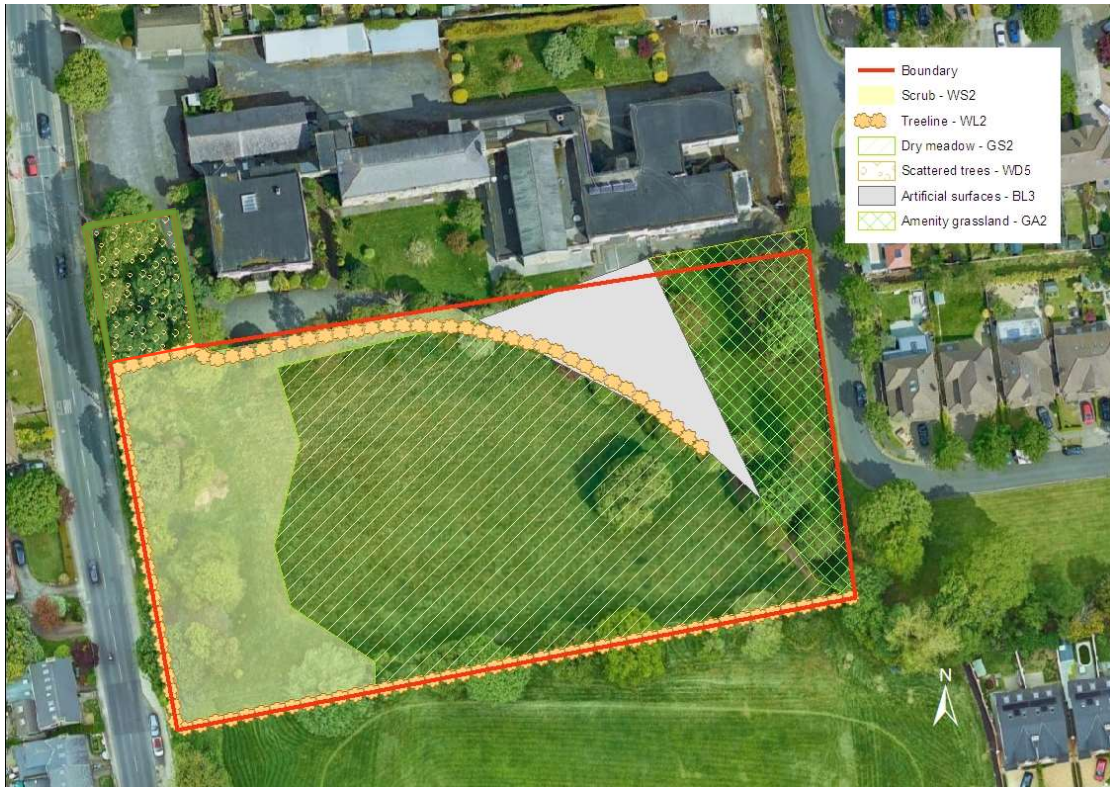 Boundary
Scrub - WS2
Treeline - WL2
Dry meadow - GS2
Scattered trees - WD5
Artificial surfaces - BL3
Amenity grassland - GA2
N